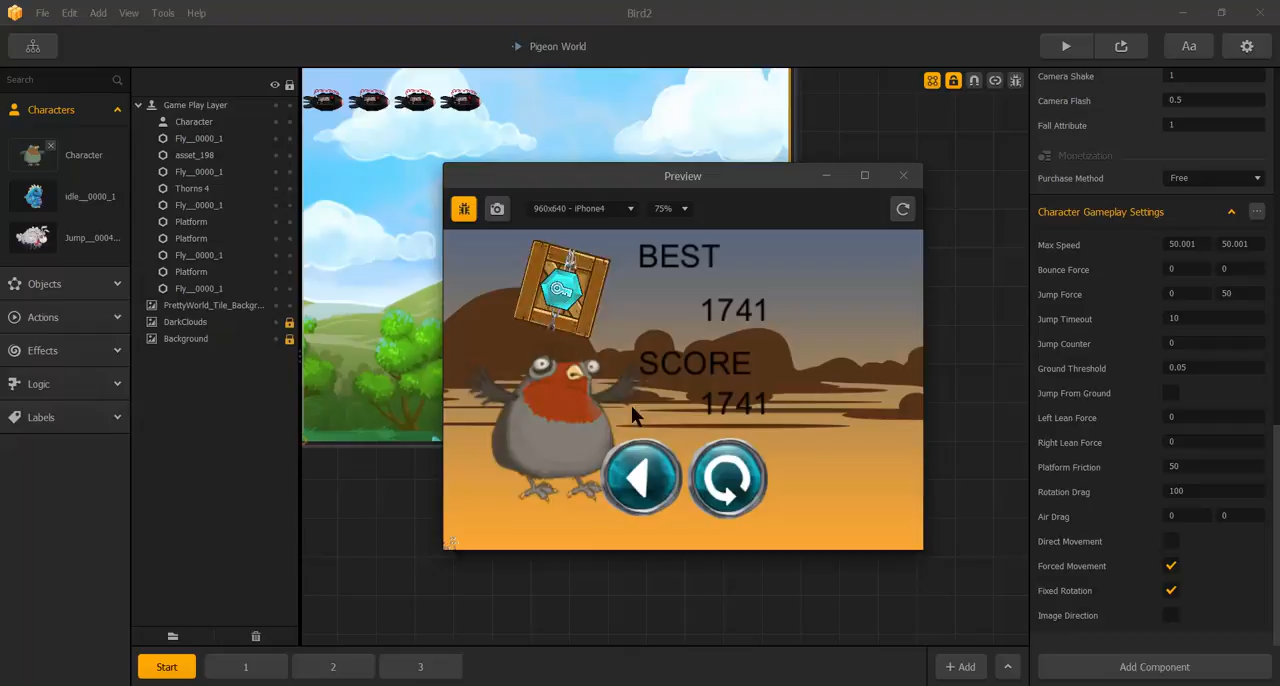 File Edit Add View Tools Help
Bird2
Pigeon World
Aa
Search
Characters
Character
idle__0000_1
Jump__0004...
Objects
Actions
Effects
Logic
Labels
Game Play Layer
Character
Fly__0000_1
asset_198
Fly__0000_1
Thorns 4
Fly__0000_1
Platform
Platform
Fly__0000_1
Platform
Fly__0000_1
PrettyWorld_Tile_Backgr...
DarkClouds
Background
Preview
960x640 - iPhone4
75%
BEST
1741
SCORE
1741
Camera Shake 1
Camera Flash 0.5
Fall Attribute 1
Monetization
Purchase Method Free
Character Gameplay Settings
Max Speed 50.001 50.001
Bounce Force 0 0
Jump Force 0 50
Jump Timeout 10
Jump Counter 0
Ground Threshold 0.05
Jump From Ground
Left Lean Force 0
Right Lean Force 0
Platform Friction 50
Rotation Drag 100
Air Drag 0 0
Direct Movement
Forced Movement
Fixed Rotation
Image Direction
Start 1 2 3
+ Add
Add Component